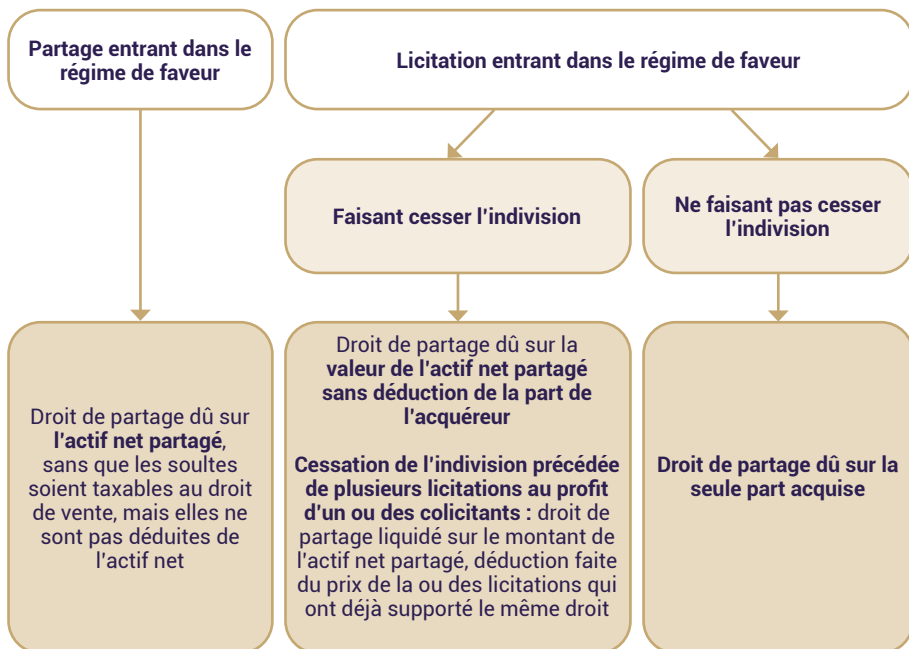 Partage entrant dans le
régime de faveur
Licitation entrant dans le régime de faveur
Faisant cesser l'indivision
Ne faisant pas cesser
l'indivision
Droit de partage dû sur
l'actif net partagé,
sans que les soultes
soient taxables au droit
de vente, mais elles ne
sont pas déduites de
l'actif net
Droit de partage dû sur la
valeur de l'actif net partagé
sans déduction de la part de
l'acquéreur
Cessation de l'indivision précédée
de plusieurs licitations au profit
d'un ou des colicitants : droit de
partage liquidé sur le montant de
l'actif net partagé, déduction faite
du prix de la ou des licitations qui
ont déjà supporté le même droit
Droit de partage dû sur la
seule part acquise